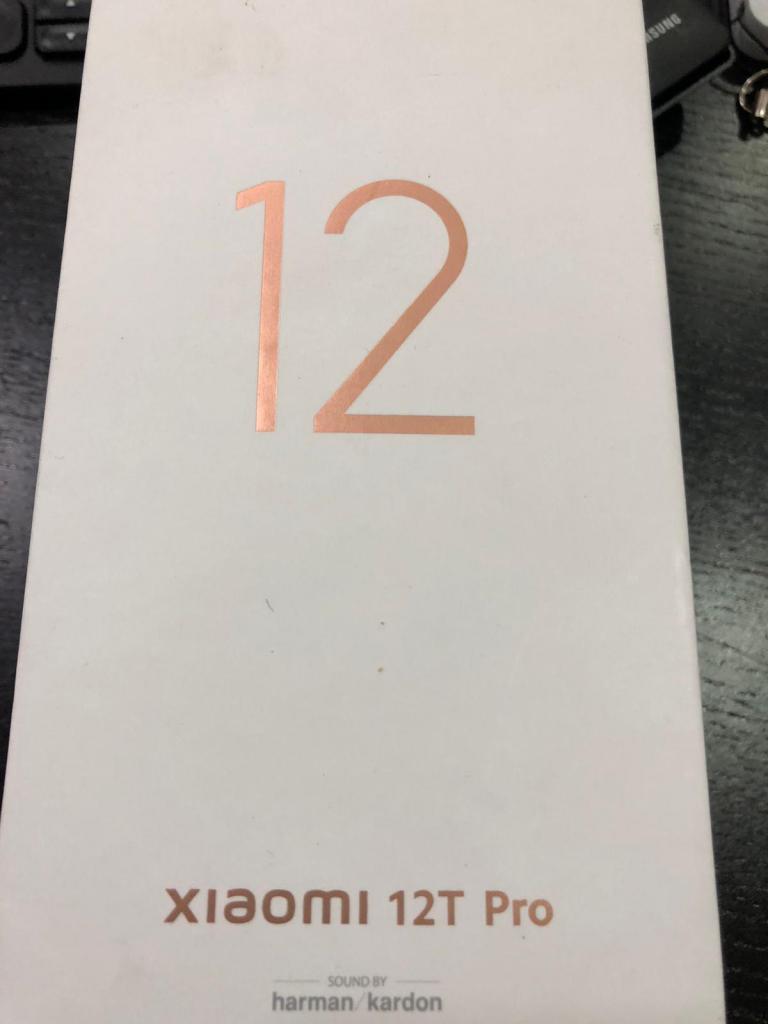 12
xiaomi 12T Pro
SOUND BY
harman/kardon